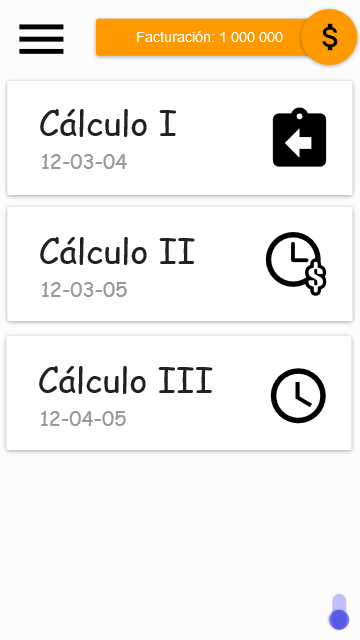 Facturación: 1 000 000
$
Cálculo I
12-03-04
Cálculo II
12-03-05
$
Cálculo III
12-04-05